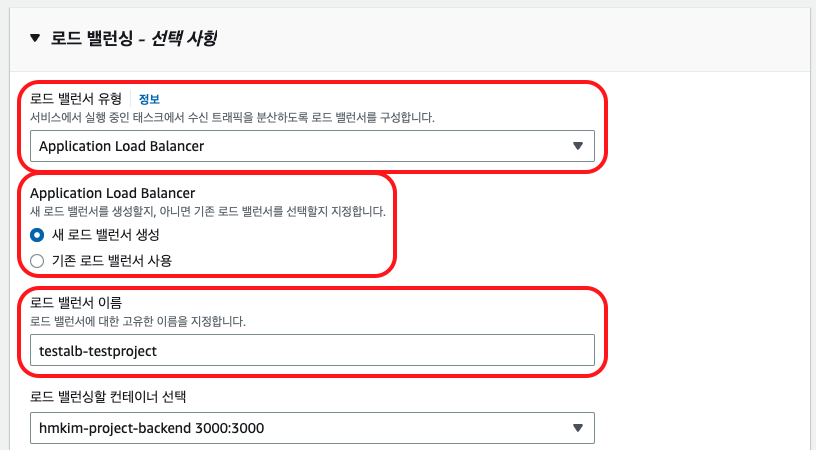 ▼ 로드 밸런싱 - 선택 사항
로드 밸런서 유형 정보
서비스에서 실행 중인 태스크에서 수신 트래픽을 분산하도록 로드 밸런서를 구성합니다.
Application Load Balancer
Application Load Balancer
새 로드 밸런서를 생성할지, 아니면 기존 로드 밸런서를 선택할지 지정합니다.
새 로드 밸런서 생성
기존 로드 밸런서 사용
로드 밸런서 이름
로드 밸런서에 대한 고유한 이름을 지정합니다.
testalb-testproject
로드 밸런싱할 컨테이너 선택
hmkim-project-backend 3000:3000